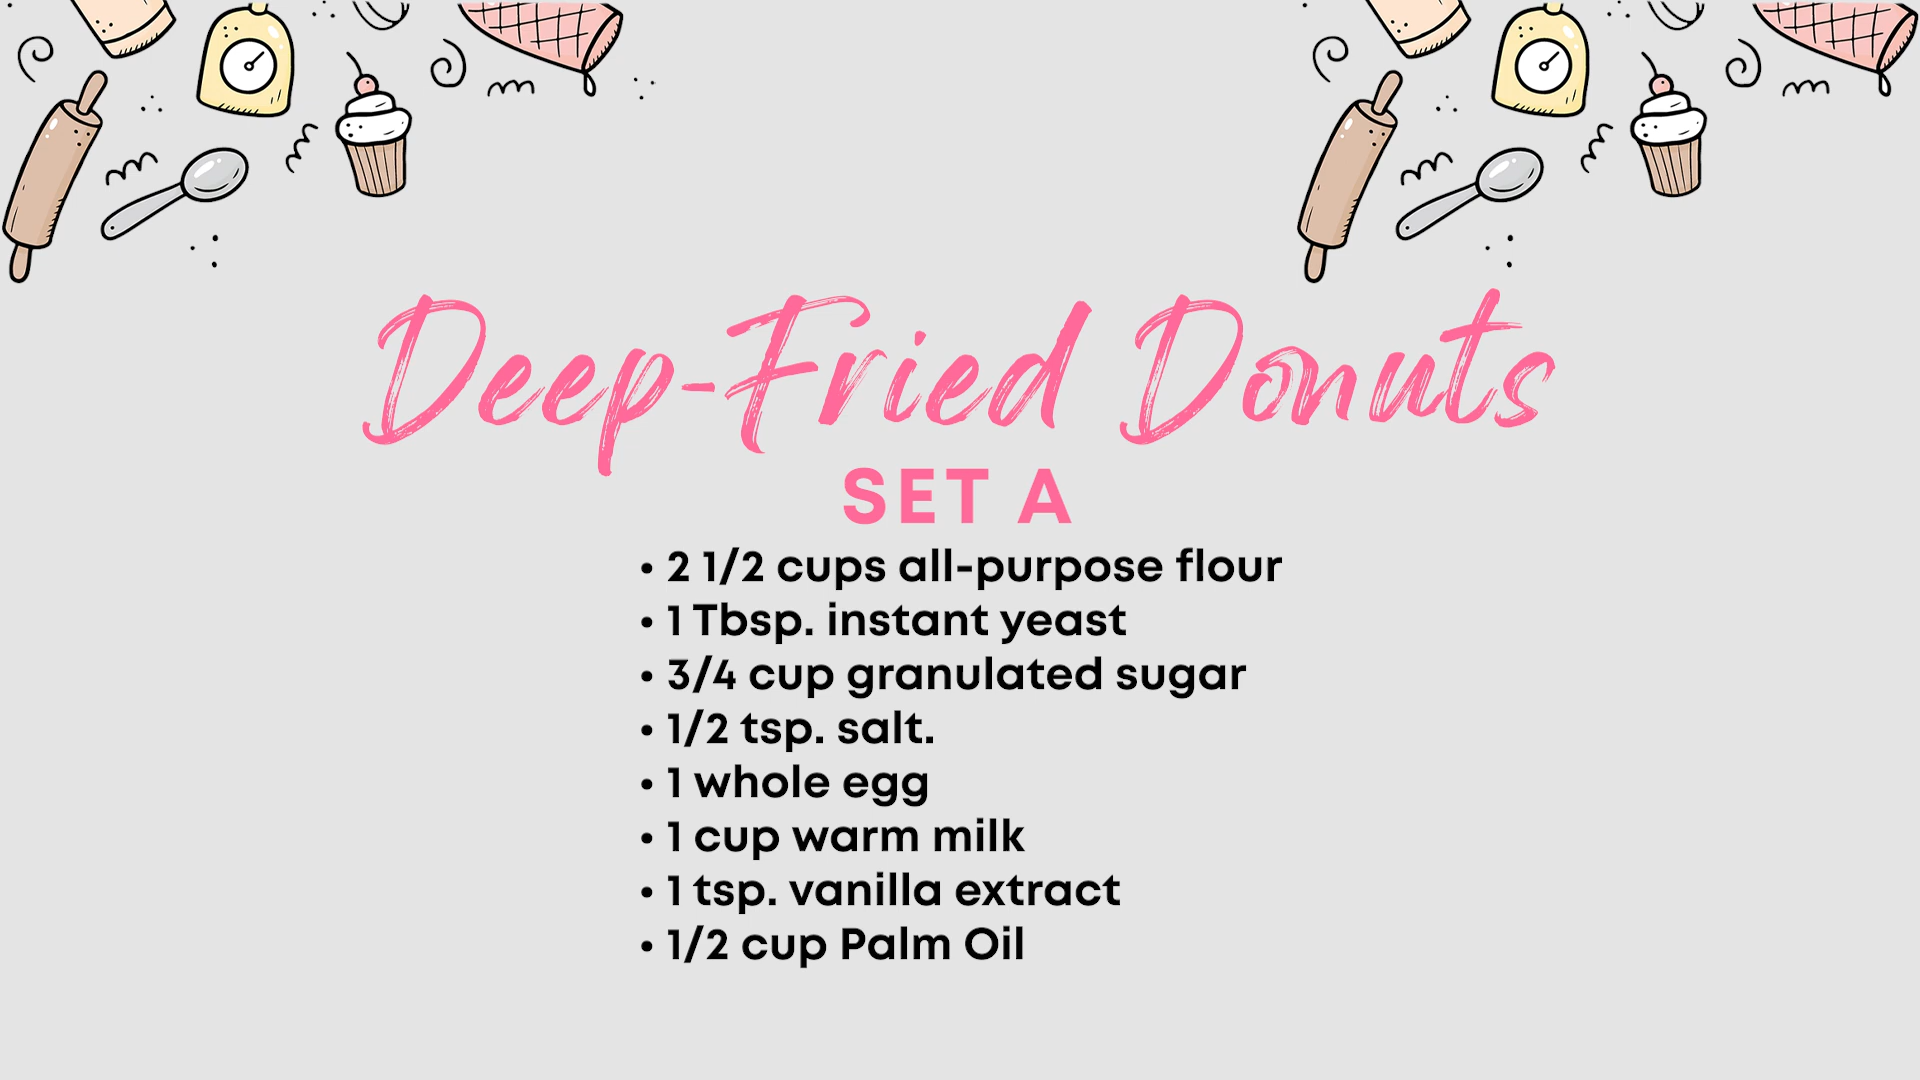 Deep-Fried Donuts
SET A
• 2 1/2 cups all-purpose flour
• 1 Tbsp. instant yeast
• 3/4 cup granulated sugar
• 1/2 tsp. salt.
• 1 whole egg
• 1 cup warm milk
• 1 tsp. vanilla extract
• 1/2 cup Palm Oil